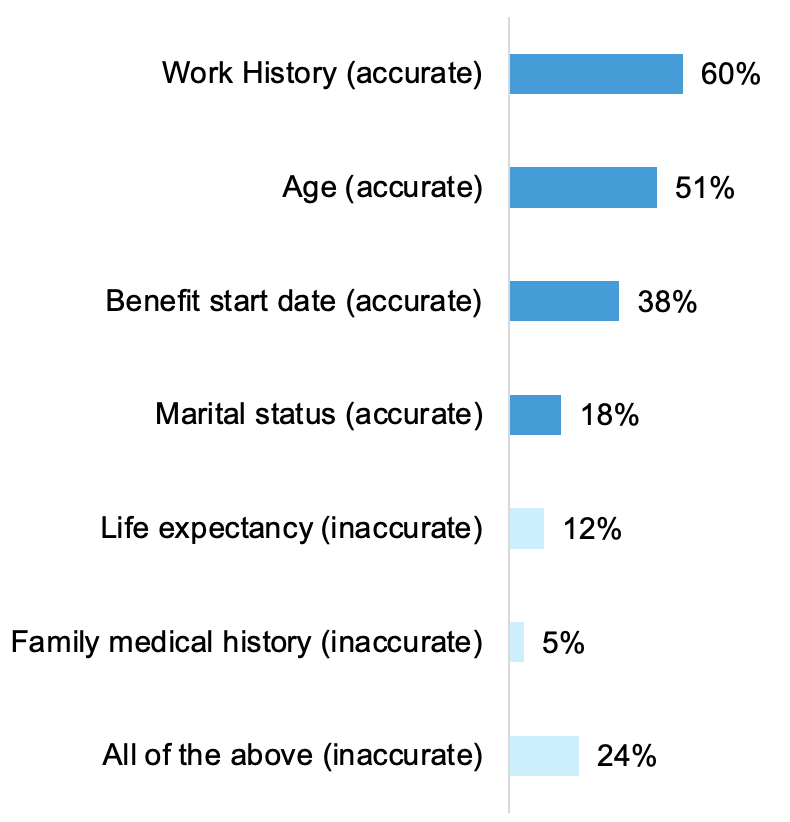 Work History (accurate) 60%
Age (accurate) 51%
Benefit start date (accurate) 38%
Marital status (accurate) 18%
Life expectancy (inaccurate) 12%
Family medical history (inaccurate) 5%
All of the above (inaccurate) 24%